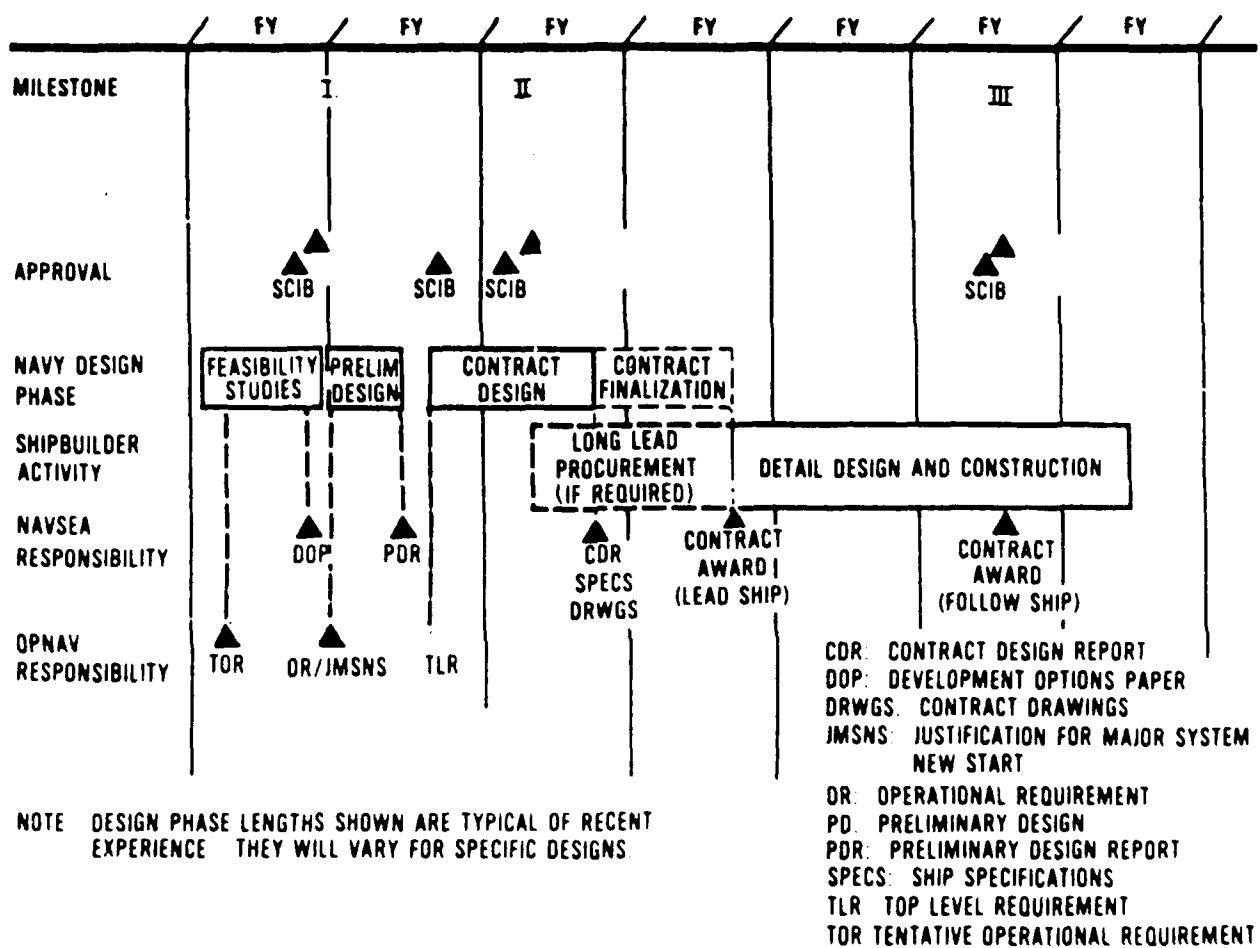 FY FY FY FY FY FY FY
MILESTONE I II III
APPROVAL
SCIB SCIB SCIB SCIB
NAVY DESIGN
PHASE
FEASIBILITY
STUDIES
PRELIM
DESIGN
CONTRACT
DESIGN
CONTRACT
FINALIZATION
SHIPBUILDER
ACTIVITY
LONG LEAD
PROCUREMENT
(IF REQUIRED)
DETAIL DESIGN AND CONSTRUCTION
NAVSEA
RESPONSIBILITY
DOP PDR
CDR
SPECS
DRWGS
CONTRACT
AWARD
(LEAD SHIP)
CONTRACT
AWARD
(FOLLOW SHIP)
OPNAV
RESPONSIBILITY
TOR OR/JMSNS TLR
CDR: CONTRACT DESIGN REPORT
DOP: DEVELOPMENT OPTIONS PAPER
DRWGS. CONTRACT DRAWINGS
JMSNS: JUSTIFICATION FOR MAJOR SYSTEM
NEW START
OR: OPERATIONAL REQUIREMENT
PD. PRELIMINARY DESIGN
PDR: PRELIMINARY DESIGN REPORT
SPECS: SHIP SPECIFICATIONS
TLR TOP LEVEL REQUIREMENT
TOR TENTATIVE OPERATIONAL REQUIREMENT
NOTE DESIGN PHASE LENGTHS SHOWN ARE TYPICAL OF RECENT
EXPERIENCE THEY WILL VARY FOR SPECIFIC DESIGNS